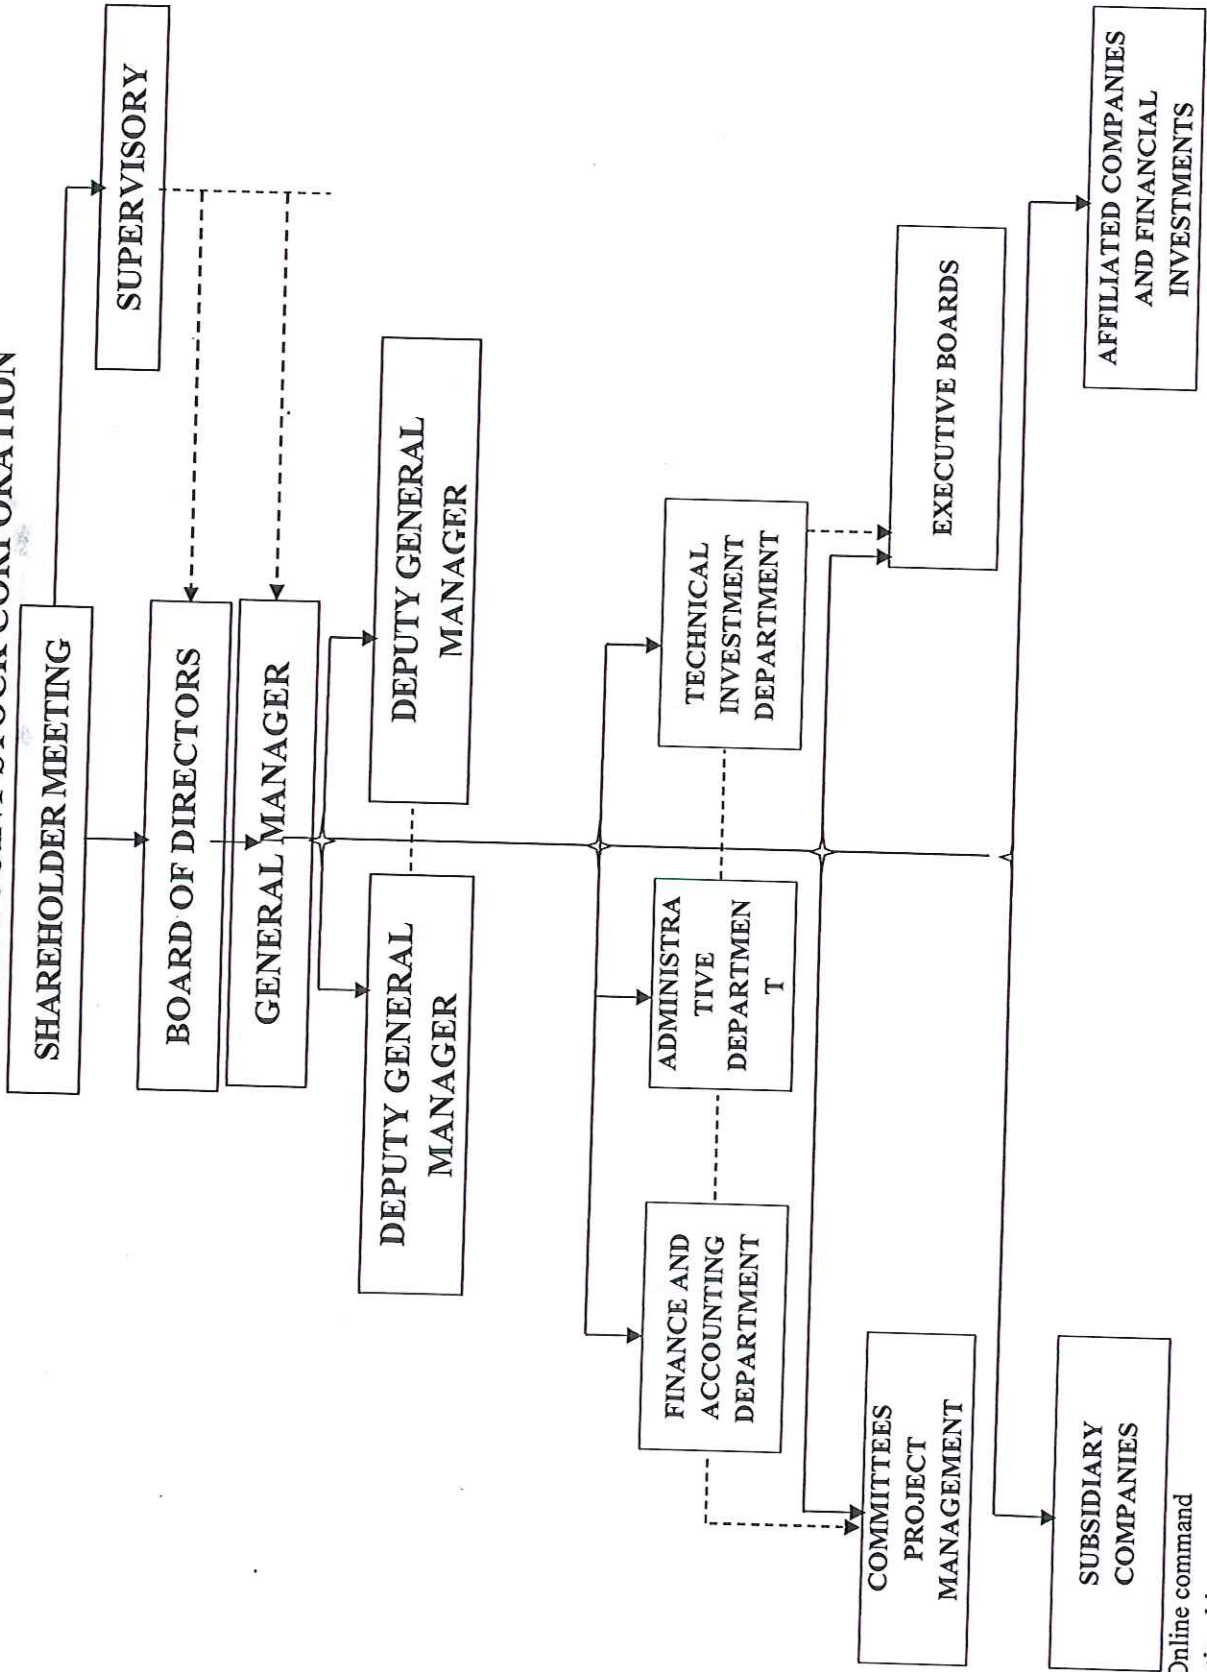 STOCK CORPORATION
SHAREHOLDER MEETING
SUPERVISORY
BOARD OF DIRECTORS
GENERAL MANAGER
DEPUTY GENERAL
MANAGER
DEPUTY GENERAL
MANAGER
FINANCE AND
ACCOUNTING
DEPARTMENT
ADMINISTRA
TIVE
DEPARTMEN
T
TECHNICAL
INVESTMENT
DEPARTMENT
COMMITTEES
PROJECT
MANAGEMENT
EXECUTIVE BOARDS
SUBSIDIARY
COMPANIES
AFFILIATED COMPANIES
AND FINANCIAL
INVESTMENTS
Online command